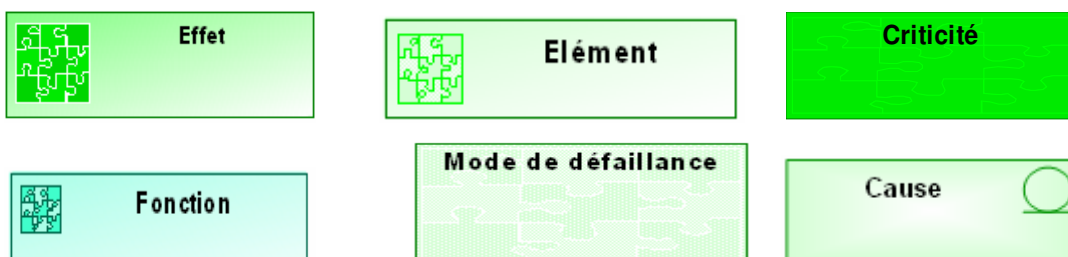 Effet
Elément
Criticité
Fonction
Mode de défaillance
Cause